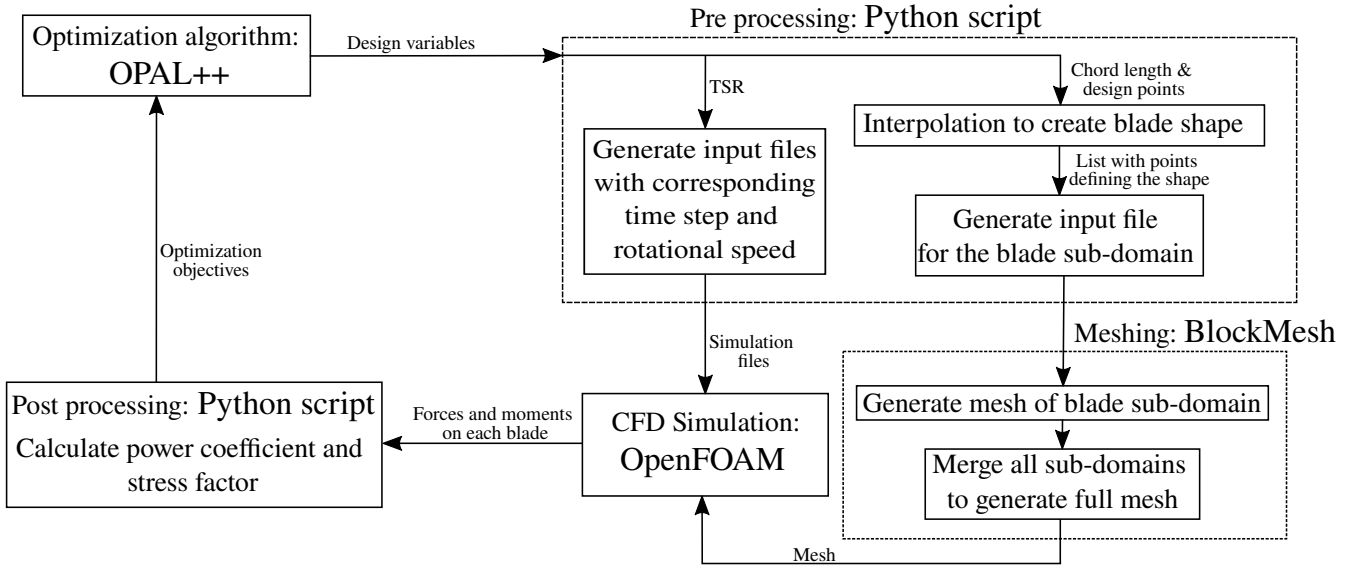 Optimization algorithm:
OPAL++
Design variables
Pre processing: Python script
TSR
Chord length &
design points
Generate input files
with corresponding
time step and
rotational speed
Interpolation to create blade shape
List with points
defining the shape
Generate input file
for the blade sub-domain
Optimization
objectives
Simulation
files
Meshing: BlockMesh
Generate mesh of blade sub-domain
Merge all sub-domains
to generate full mesh
Mesh
CFD Simulation:
OpenFOAM
Forces and moments
on each blade
Post processing: Python script
Calculate power coefficient and
stress factor